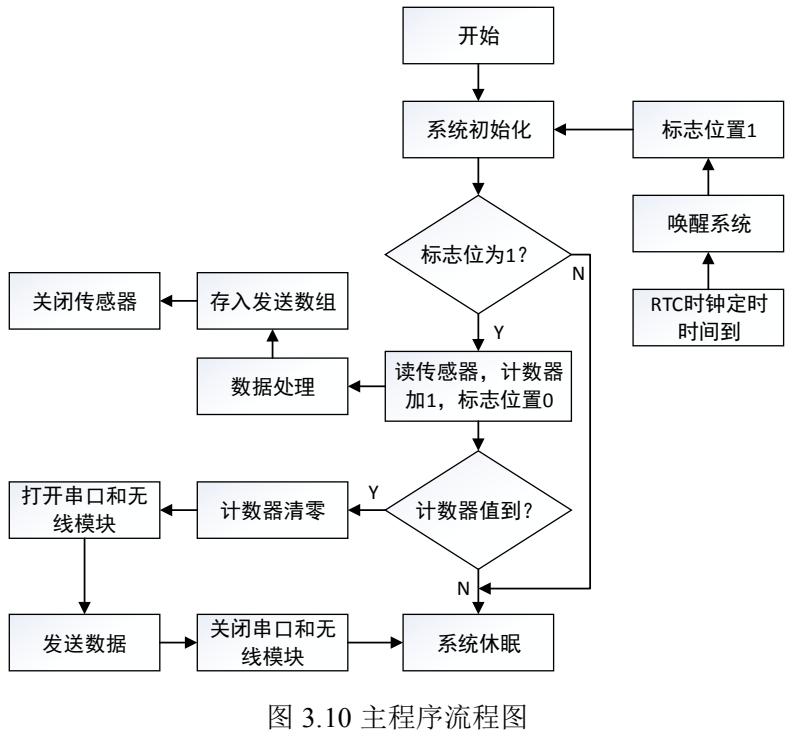 开始
系统初始化
标志位置1
标志位为1?
N
唤醒系统
RTC时钟定时
时间到
关闭传感器
存入发送数组
Y
数据处理
读传感器，计数器
加1，标志位置0
打开串口和无
线模块
计数器清零
Y
计数器值到?
N
发送数据
关闭串口和无
线模块
系统休眠
图 3.10 主程序流程图